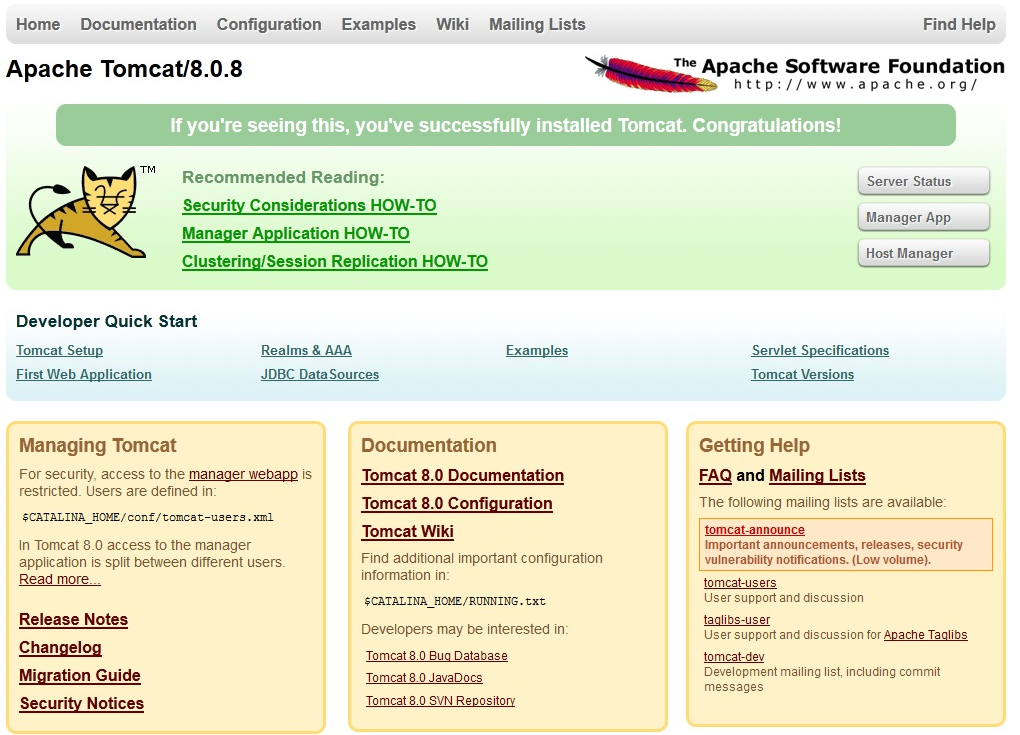 Home Documentation Configuration Examples Wiki Mailing Lists Find Help
Apache Tomcat/8.0.8
The Apache Software Foundation
http://www.apache.org/
If you're seeing this, you've successfully installed Tomcat. Congratulations!
TM
Recommended Reading:
Security Considerations HOW-TO
Manager Application HOW-TO
Clustering/Session Replication HOW-TO
Server Status
Manager App
Host Manager
Developer Quick Start
Tomcat Setup
First Web Application
Realms & AAA
JDBC DataSources
Examples
Servlet Specifications
Tomcat Versions
Managing Tomcat
For security, access to the manager webapp is
restricted. Users are defined in:
$CATALINA_HOME/conf/tomcat-users.xml
In Tomcat 8.0 access to the manager
application is split between different users.
Read more...
Release Notes
Changelog
Migration Guide
Security Notices
Documentation
Tomcat 8.0 Documentation
Tomcat 8.0 Configuration
Tomcat Wiki
Find additional important configuration
information in:
$CATALINA_HOME/RUNNING.txt
Developers may be interested in:
Tomcat 8.0 Bug Database
Tomcat 8.0 JavaDocs
Tomcat 8.0 SVN Repository
Getting Help
FAQ and Mailing Lists
The following mailing lists are available:
tomcat-announce
Important announcements, releases, security
vulnerability notifications. (Low volume).
tomcat-users
User support and discussion
taglibs-user
User support and discussion for Apache Taglibs
tomcat-dev
Development mailing list, including commit
messages